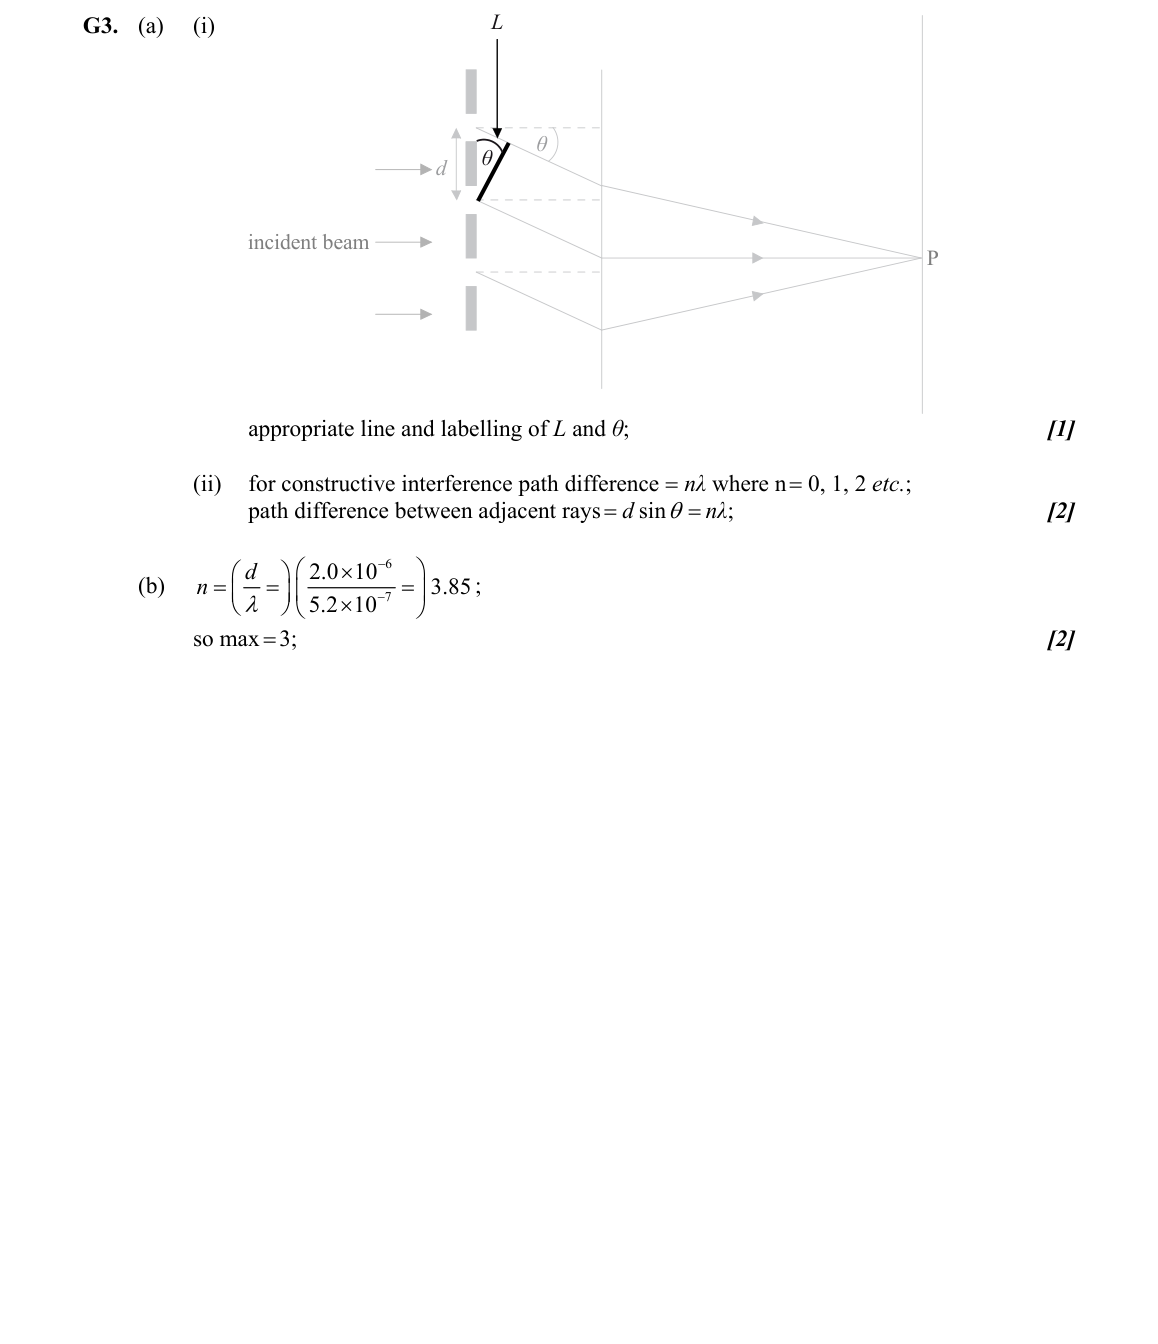 G3. (a) (i)
L
θ
θ
d
incident beam
P
appropriate line and labelling of L and θ; [1]
(ii) for constructive interference path difference = nλ where n= 0, 1, 2 etc.;
path difference between adjacent rays = d sin θ = nλ; [2]
(b) n = (d/λ =) (2.0×10⁻⁶/5.2×10⁻⁷ =) 3.85 ;
so max = 3; [2]